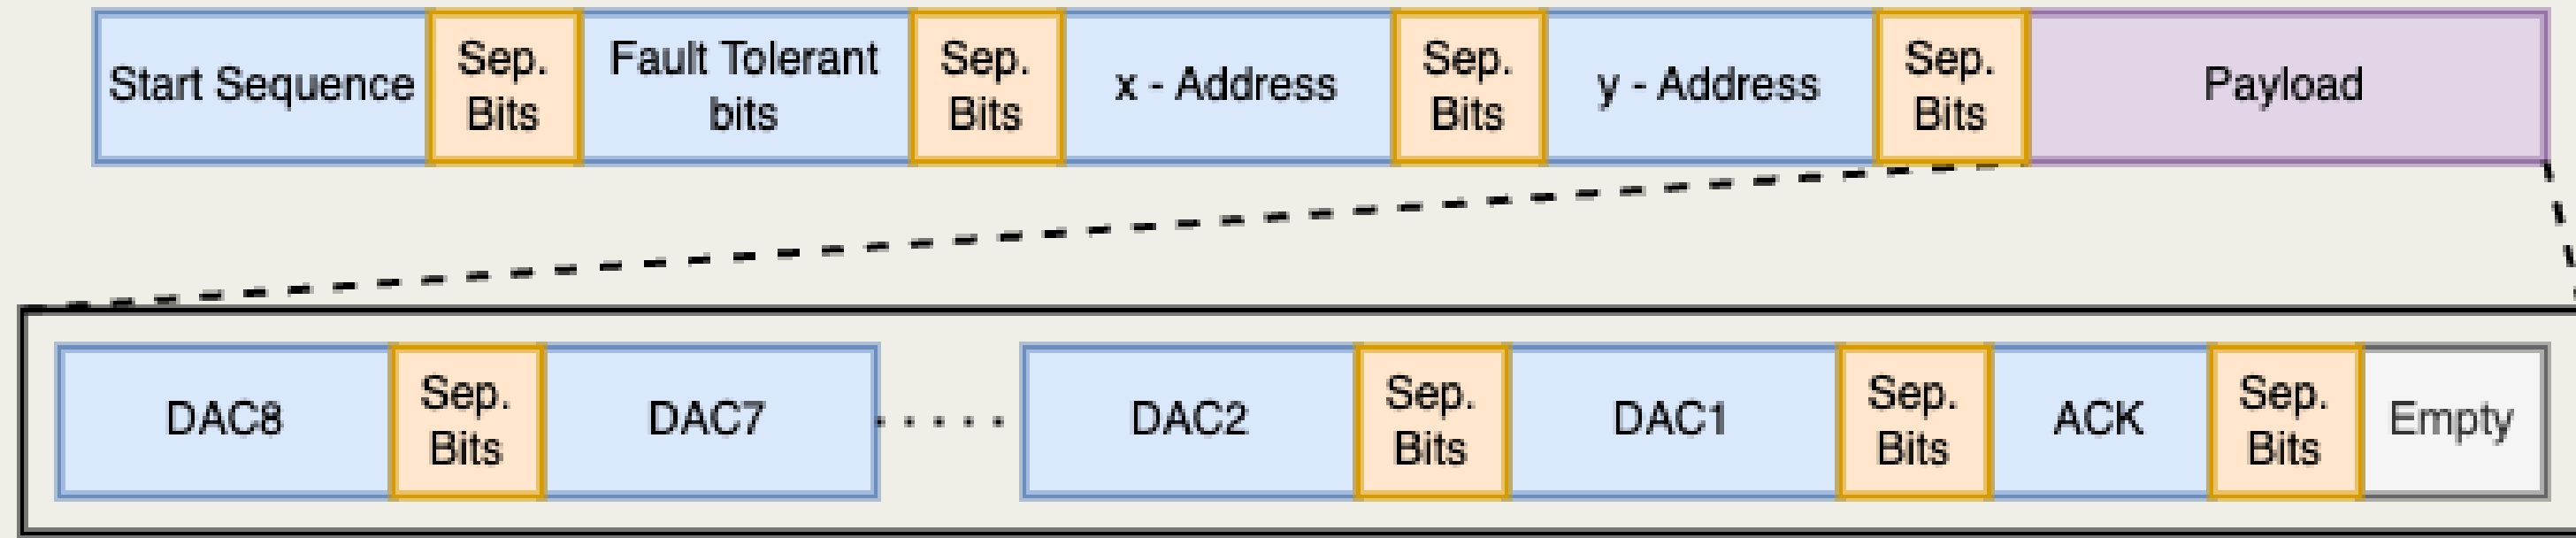 Start Sequence
Sep.
Bits
Fault Tolerant
bits
Sep.
Bits
x - Address
Sep.
Bits
y - Address
Sep.
Bits
Payload
DAC8
Sep.
Bits
DAC7
DAC2
Sep.
Bits
DAC1
Sep.
Bits
ACK
Sep.
Bits
Empty